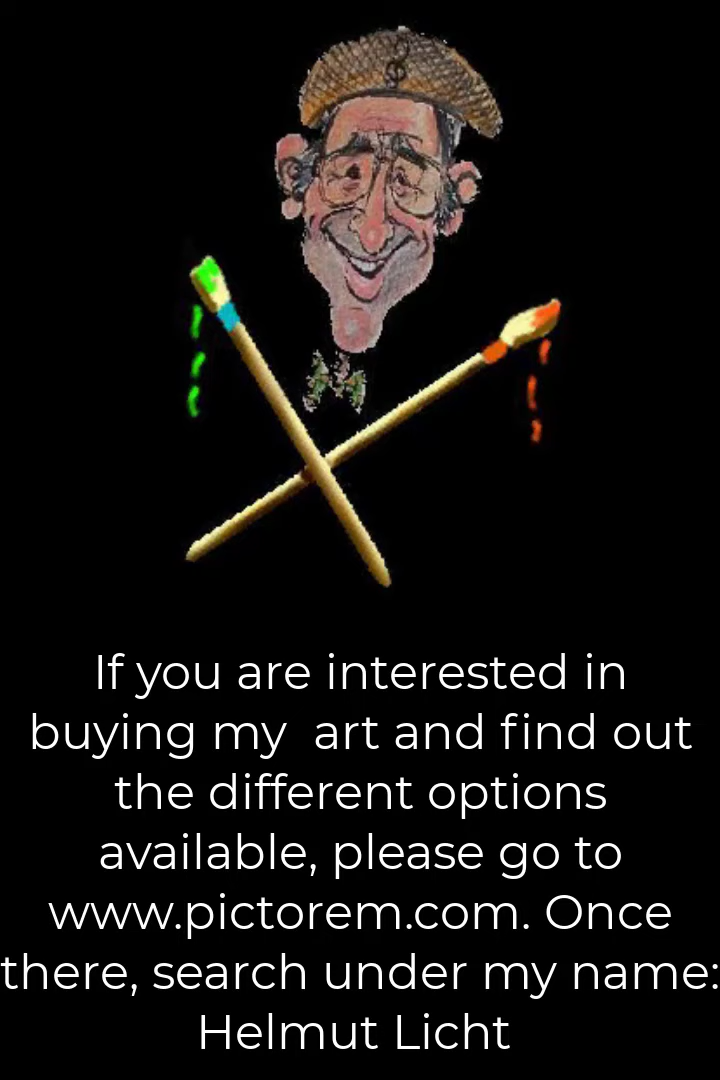 If you are interested in
buying my  art and find out
the different options
available, please go to
www.pictorem.com. Once
there, search under my name:
Helmut Licht